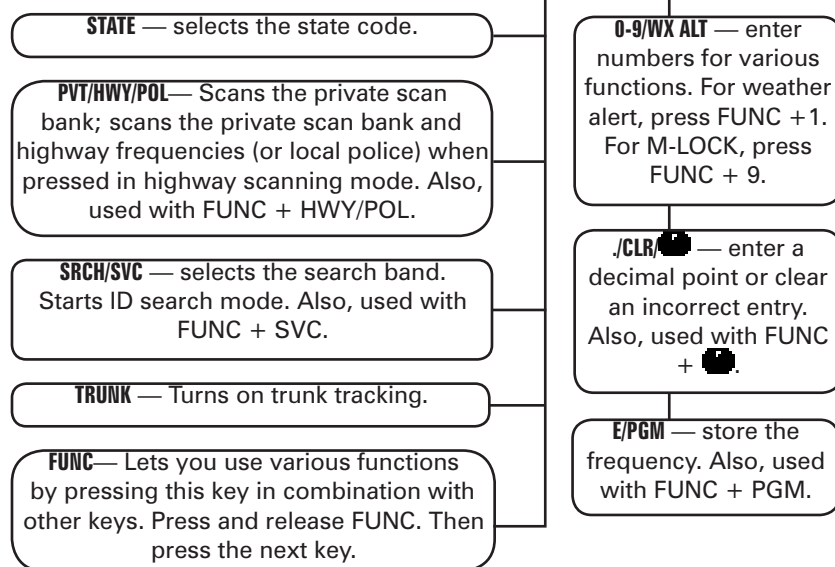 STATE — selects the state code.
PVT/HWY/POL— Scans the private scan
bank; scans the private scan bank and
highway frequencies (or local police) when
pressed in highway scanning mode. Also,
used with FUNC + HWY/POL.
SRCH/SVC — selects the search band.
Starts ID search mode. Also, used with
FUNC + SVC.
TRUNK — Turns on trunk tracking.
FUNC— Lets you use various functions
by pressing this key in combination with
other keys. Press and release FUNC. Then
press the next key.
0-9/WX ALT — enter
numbers for various
functions. For weather
alert, press FUNC +1.
For M-LOCK, press
FUNC + 9.
./CLR/ — enter a
decimal point or clear
an incorrect entry.
Also, used with FUNC
+ .
E/PGM — store the
frequency. Also, used
with FUNC + PGM.